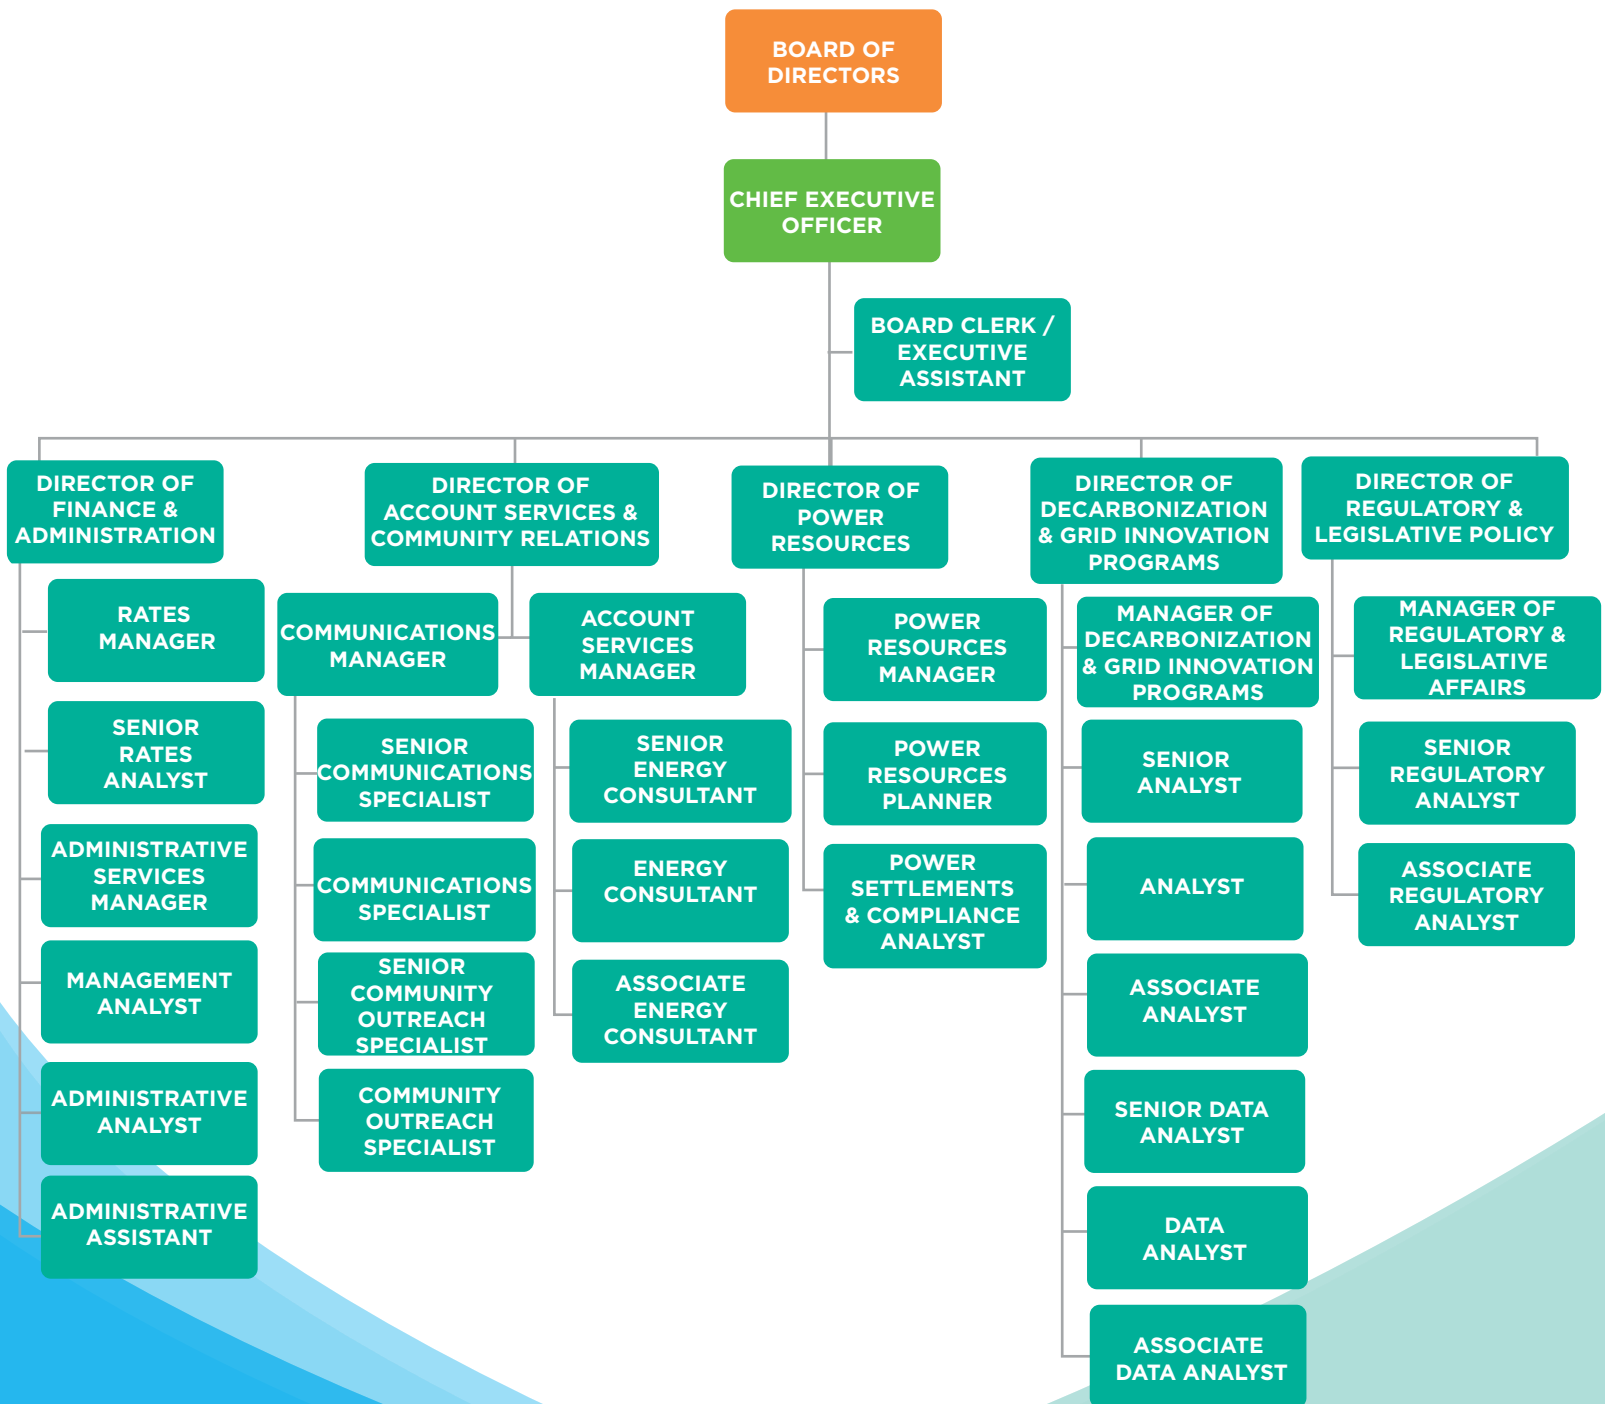 BOARD OF
DIRECTORS
CHIEF EXECUTIVE
OFFICER
BOARD CLERK /
EXECUTIVE
ASSISTANT
DIRECTOR OF
FINANCE &
ADMINISTRATION
RATES
MANAGER
SENIOR
RATES
ANALYST
ADMINISTRATIVE
SERVICES
MANAGER
MANAGEMENT
ANALYST
ADMINISTRATIVE
ANALYST
ADMINISTRATIVE
ASSISTANT
DIRECTOR OF
ACCOUNT SERVICES &
COMMUNITY RELATIONS
COMMUNICATIONS
MANAGER
SENIOR
COMMUNICATIONS
SPECIALIST
COMMUNICATIONS
SPECIALIST
SENIOR
COMMUNITY
OUTREACH
SPECIALIST
COMMUNITY
OUTREACH
SPECIALIST
ACCOUNT
SERVICES
MANAGER
SENIOR
ENERGY
CONSULTANT
ENERGY
CONSULTANT
ASSOCIATE
ENERGY
CONSULTANT
DIRECTOR OF
POWER
RESOURCES
POWER
RESOURCES
MANAGER
POWER
RESOURCES
PLANNER
POWER
SETTLEMENTS
& COMPLIANCE
ANALYST
DIRECTOR OF
DECARBONIZATION
& GRID INNOVATION
PROGRAMS
MANAGER OF
DECARBONIZATION
& GRID INNOVATION
PROGRAMS
SENIOR
ANALYST
ANALYST
ASSOCIATE
ANALYST
SENIOR DATA
ANALYST
DATA
ANALYST
ASSOCIATE
DATA ANALYST
DIRECTOR OF
REGULATORY &
LEGISLATIVE POLICY
MANAGER OF
REGULATORY &
LEGISLATIVE
AFFAIRS
SENIOR
REGULATORY
ANALYST
ASSOCIATE
REGULATORY
ANALYST